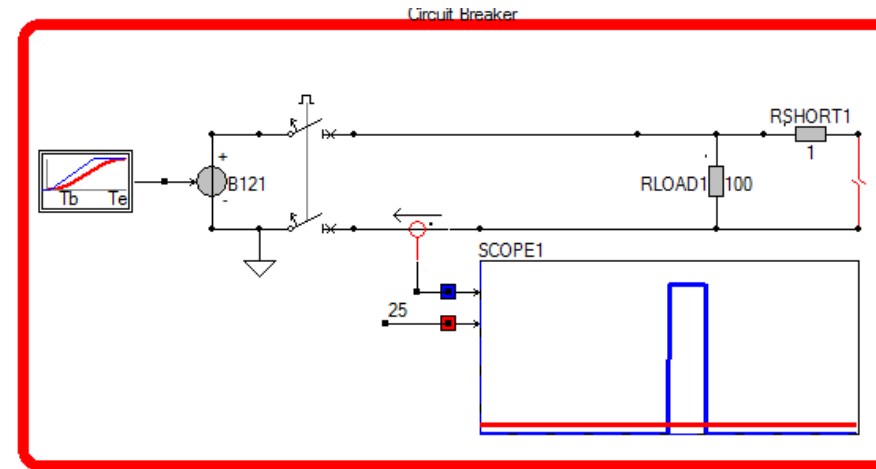 Circuit Breaker
RSHORT1
1
+
B121
-
Tb Te
RLOAD1 100
SCOPE1
25